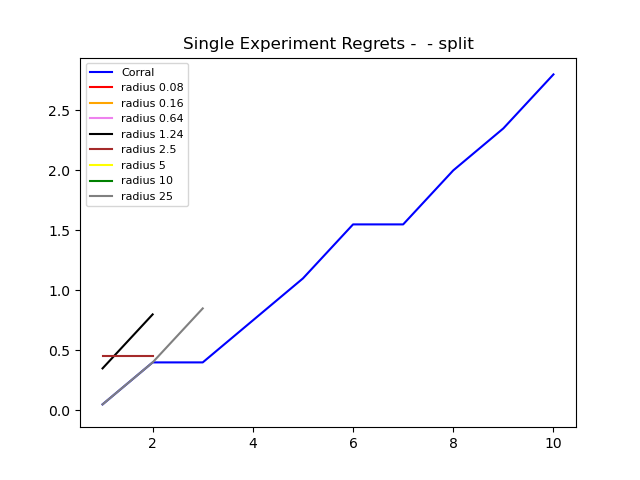 Single Experiment Regrets -  - split
Corral
radius 0.08
radius 0.16
radius 0.64
radius 1.24
radius 2.5
radius 5
radius 10
radius 25
2.5
2.0
1.5
1.0
0.5
0.0
2 4 6 8 10